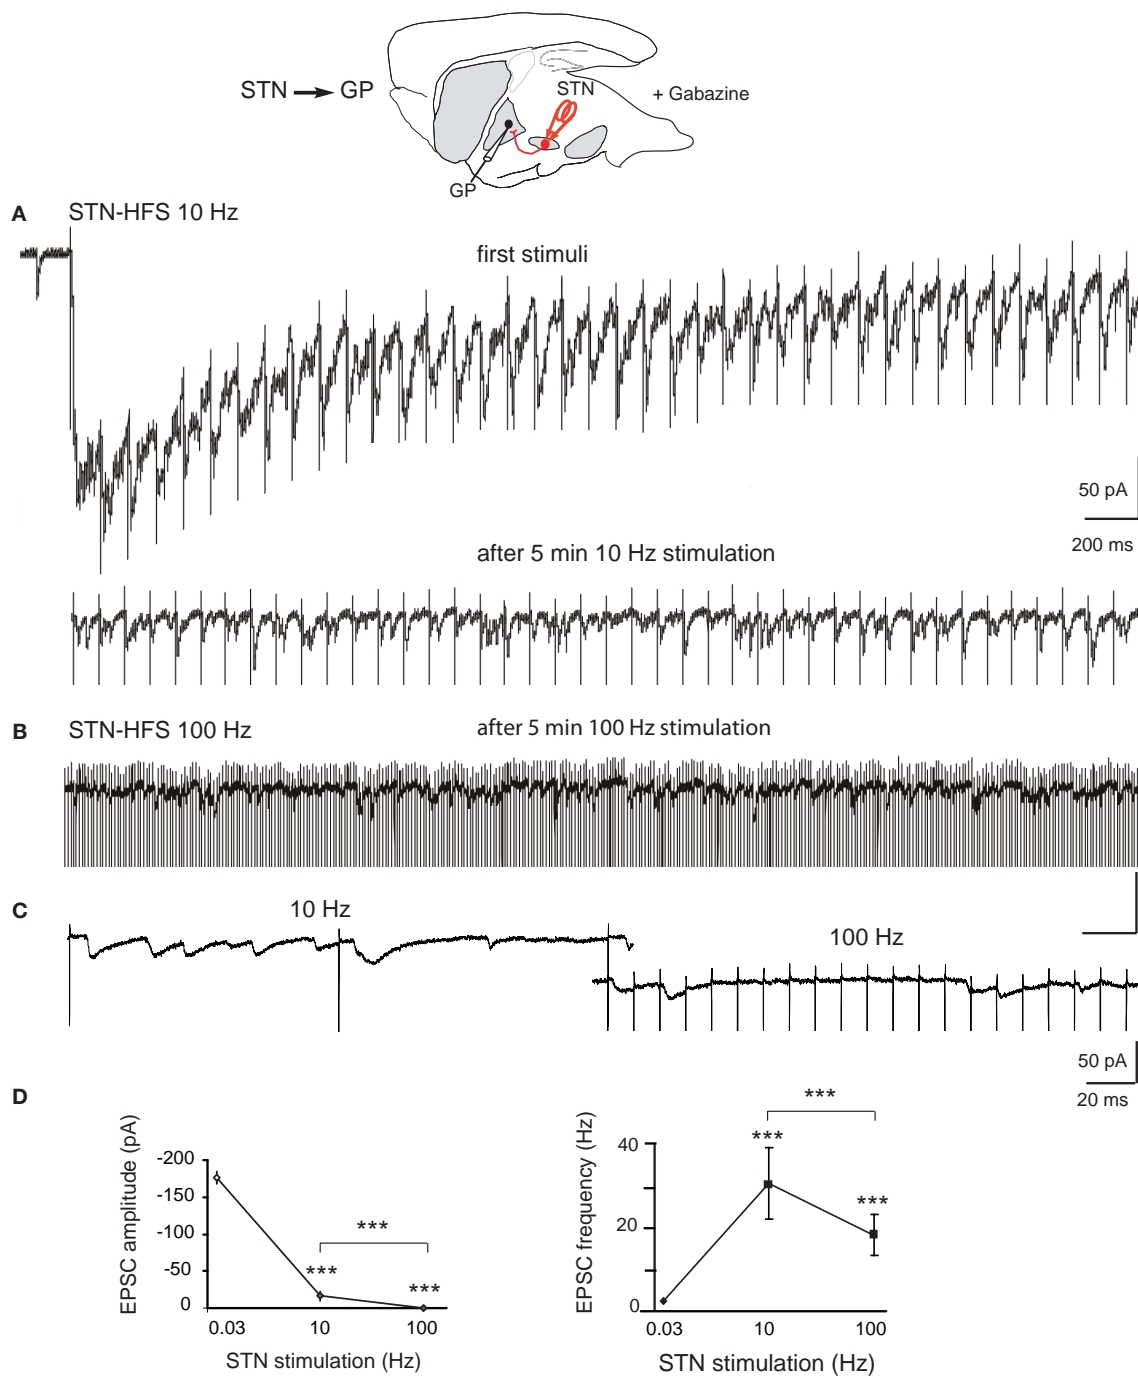 STN → GP
STN
+ Gabazine
GP
A
STN-HFS 10 Hz
first stimuli
50 pA
200 ms
after 5 min 10 Hz stimulation
B
STN-HFS 100 Hz
after 5 min 100 Hz stimulation
C
10 Hz
100 Hz
50 pA
20 ms
D
EPSC amplitude (pA)
-200
-150
-100
-50
0
***
***
***
0.03
10
100
STN stimulation (Hz)
EPSC frequency (Hz)
40
20
0
***
***
***
0.03
10
100
STN stimulation (Hz)